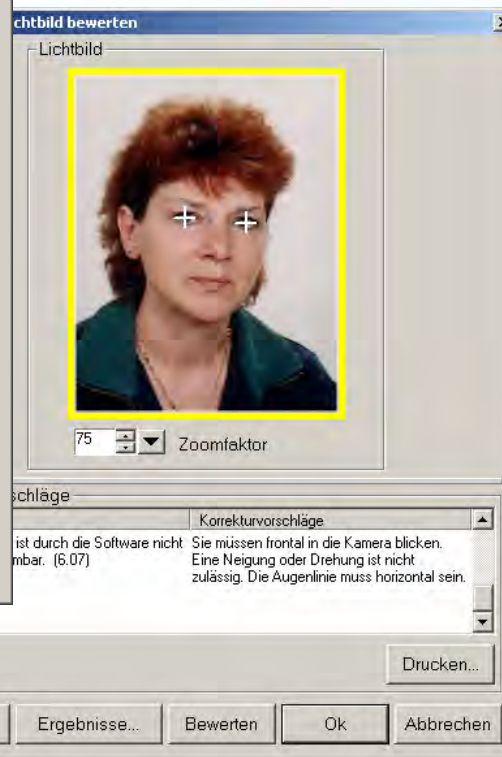 chtbild bewerten
Lichtbild
75 Zoomfaktor
schläge
Korrekturvorschläge
ist durch die Software nicht
mbar. (6.07)
Sie müssen frontal in die Kamera blicken.
Eine Neigung oder Drehung ist nicht
zulässig. Die Augenlinie muss horizontal sein.
Drucken...
Ergebnisse... Bewerten Ok Abbrechen